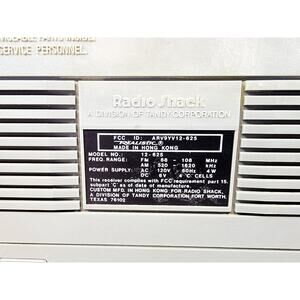 SERVICE PERSONNEL.
Radio Shack
A DIVISION OF TANDY CORPORATION
FCC ID: ARV9YV12-625
REALISTIC®
MADE IN HONG KONG
MODEL NO.: 12-625
FREQ. RANGE: FM 88 - 108 MHz
AM 520 - 1620 kHz
POWER SUPPLY: AC 120V 60Hz 4W
DC 6V 4 "C" CELLS
This receiver complies with FCC requirement part 15,
subpart "C" as of date of manufacture.
CUSTOM MADE IN HONG KONG FOR RADIO SHACK,
A DIVISION OF TANDY CORPORATION FORT WORTH,
TEXAS 76102